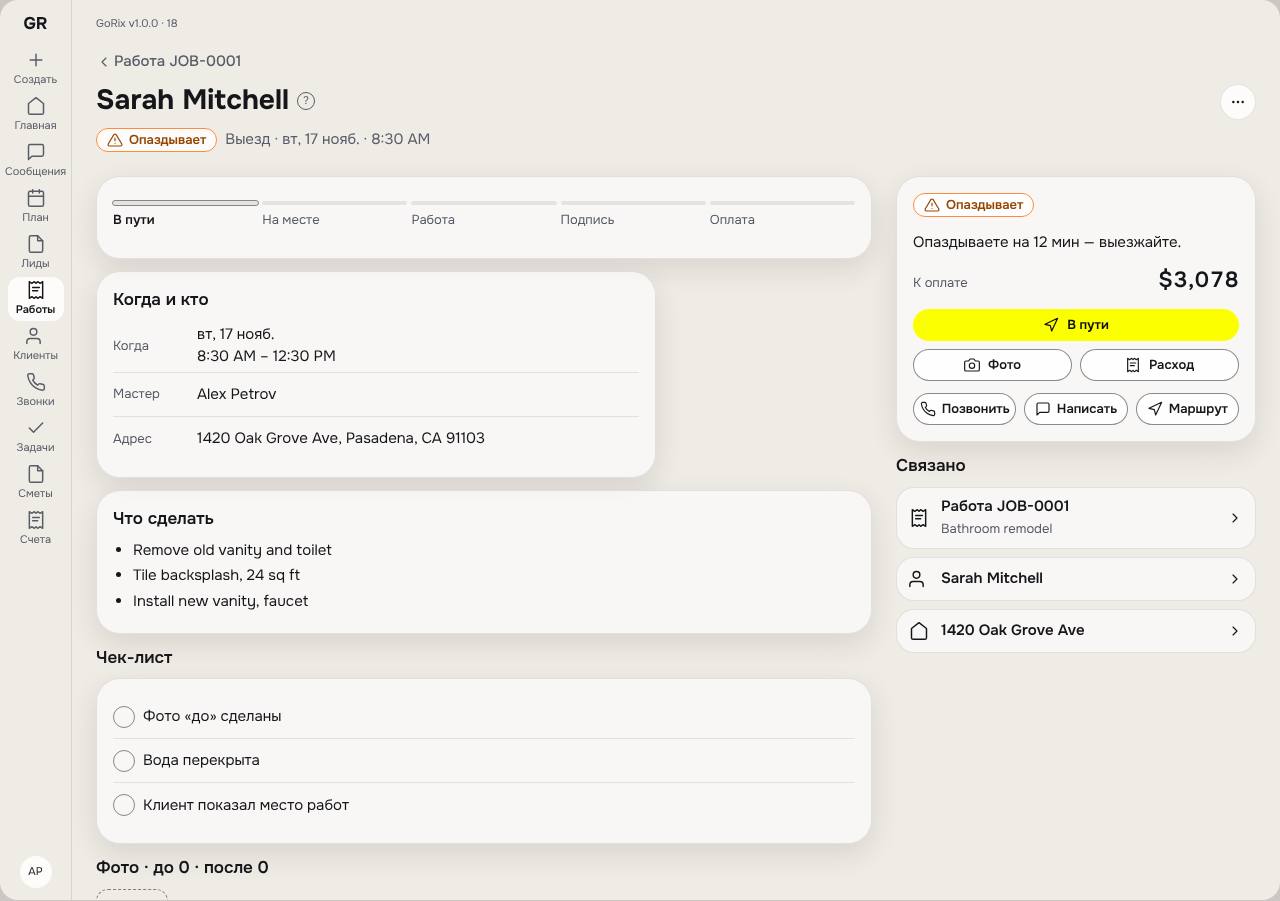 GR
GoRix v1.0.0 · 18
Создать
Главная
Сообщения
План
Лиды
Работы
Клиенты
Звонки
Задачи
Сметы
Счета
AP
Работа JOB-0001
Sarah Mitchell ?
Опаздывает Выезд · вт, 17 нояб. · 8:30 AM
В пути
На месте
Работа
Подпись
Оплата
Когда и кто
Когда
вт, 17 нояб.
8:30 AM – 12:30 PM
Мастер Alex Petrov
Адрес 1420 Oak Grove Ave, Pasadena, CA 91103
Что сделать
• Remove old vanity and toilet
• Tile backsplash, 24 sq ft
• Install new vanity, faucet
Чек-лист
Фото «до» сделаны
Вода перекрыта
Клиент показал место работ
Фото · до 0 · после 0
Опаздывает
Опаздываете на 12 мин — выезжайте.
К оплате $3,078
В пути
Фото
Расход
Позвонить
Написать
Маршрут
Связано
Работа JOB-0001
Bathroom remodel
Sarah Mitchell
1420 Oak Grove Ave